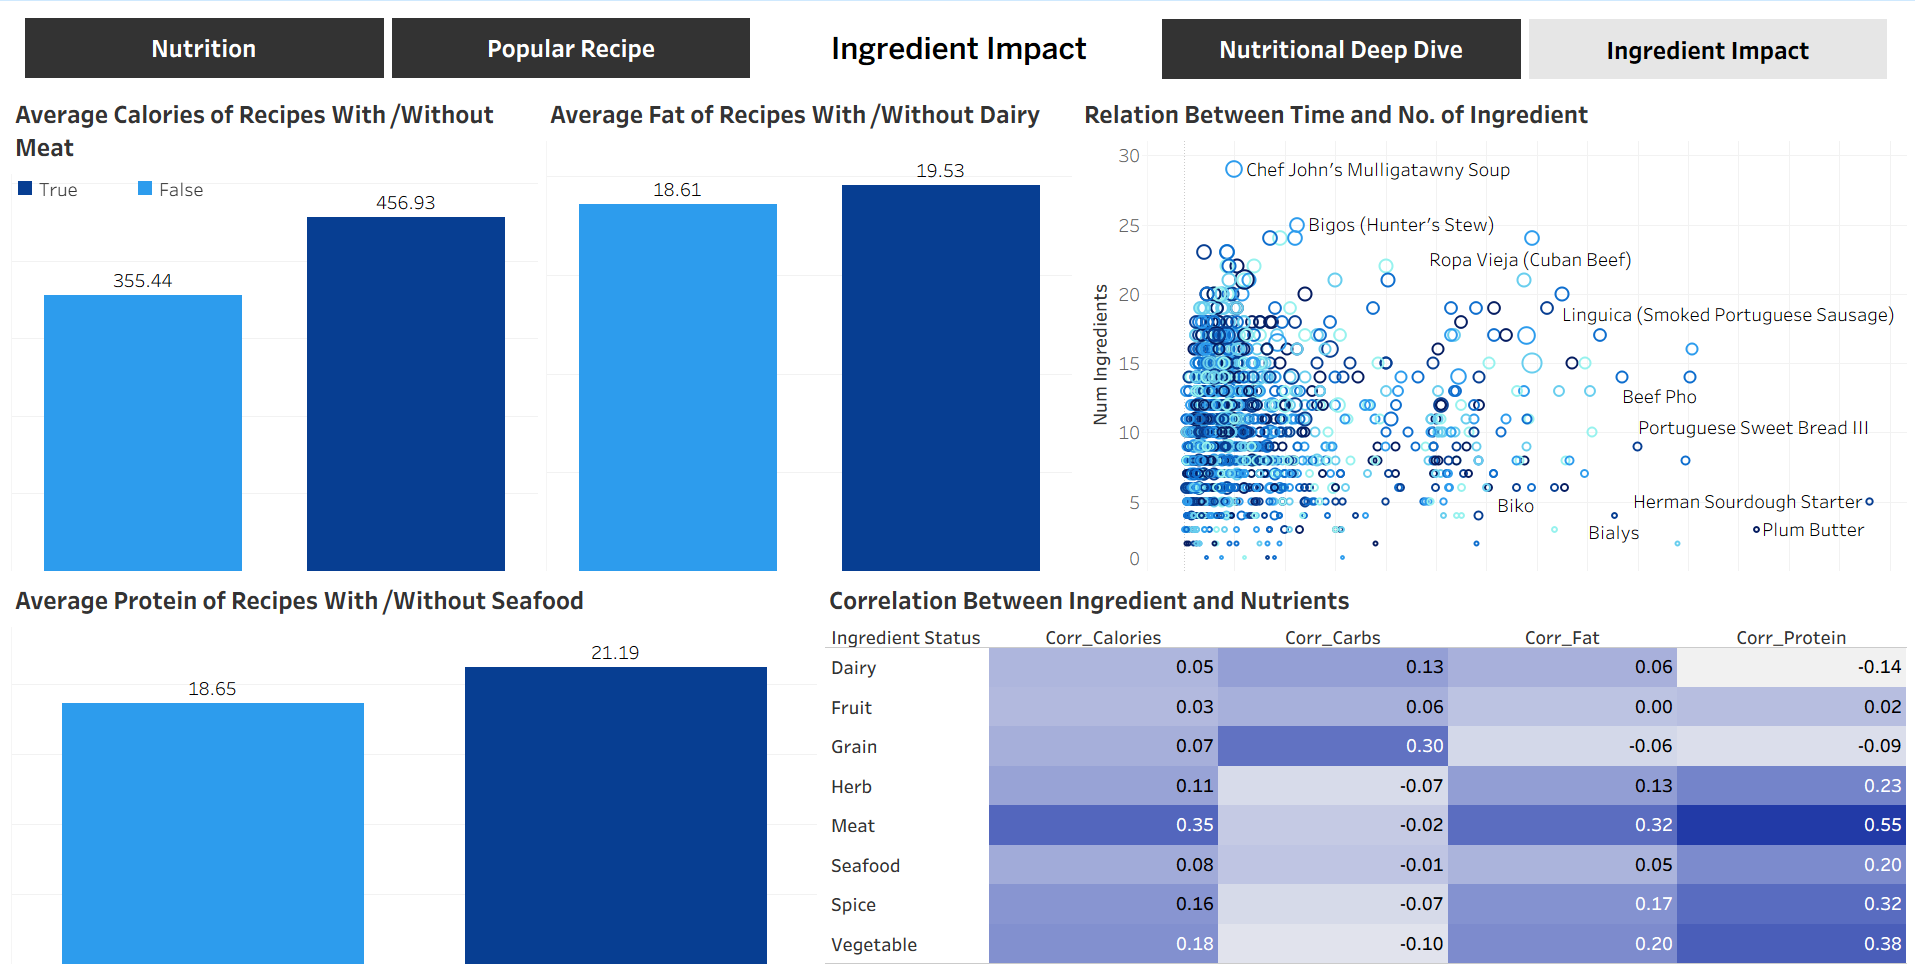 Nutrition
Popular Recipe
Ingredient Impact
Nutritional Deep Dive
Ingredient Impact
Average Calories of Recipes With /Without
Meat
True
False
355.44
456.93
Average Fat of Recipes With /Without Dairy
18.61
19.53
Relation Between Time and No. of Ingredient
Num Ingredients
30
25
20
15
10
5
0
Chef John's Mulligatawny Soup
Bigos (Hunter's Stew)
Ropa Vieja (Cuban Beef)
Linguica (Smoked Portuguese Sausage)
Beef Pho
Portuguese Sweet Bread III
Biko
Herman Sourdough Starter
Bialys
Plum Butter
Average Protein of Recipes With /Without Seafood
18.65
21.19
Correlation Between Ingredient and Nutrients
Ingredient Status Corr_Calories Corr_Carbs Corr_Fat Corr_Protein
Dairy 0.05 0.13 0.06 -0.14
Fruit 0.03 0.06 0.00 0.02
Grain 0.07 0.30 -0.06 -0.09
Herb 0.11 -0.07 0.13 0.23
Meat 0.35 -0.02 0.32 0.55
Seafood 0.08 -0.01 0.05 0.20
Spice 0.16 -0.07 0.17 0.32
Vegetable 0.18 -0.10 0.20 0.38